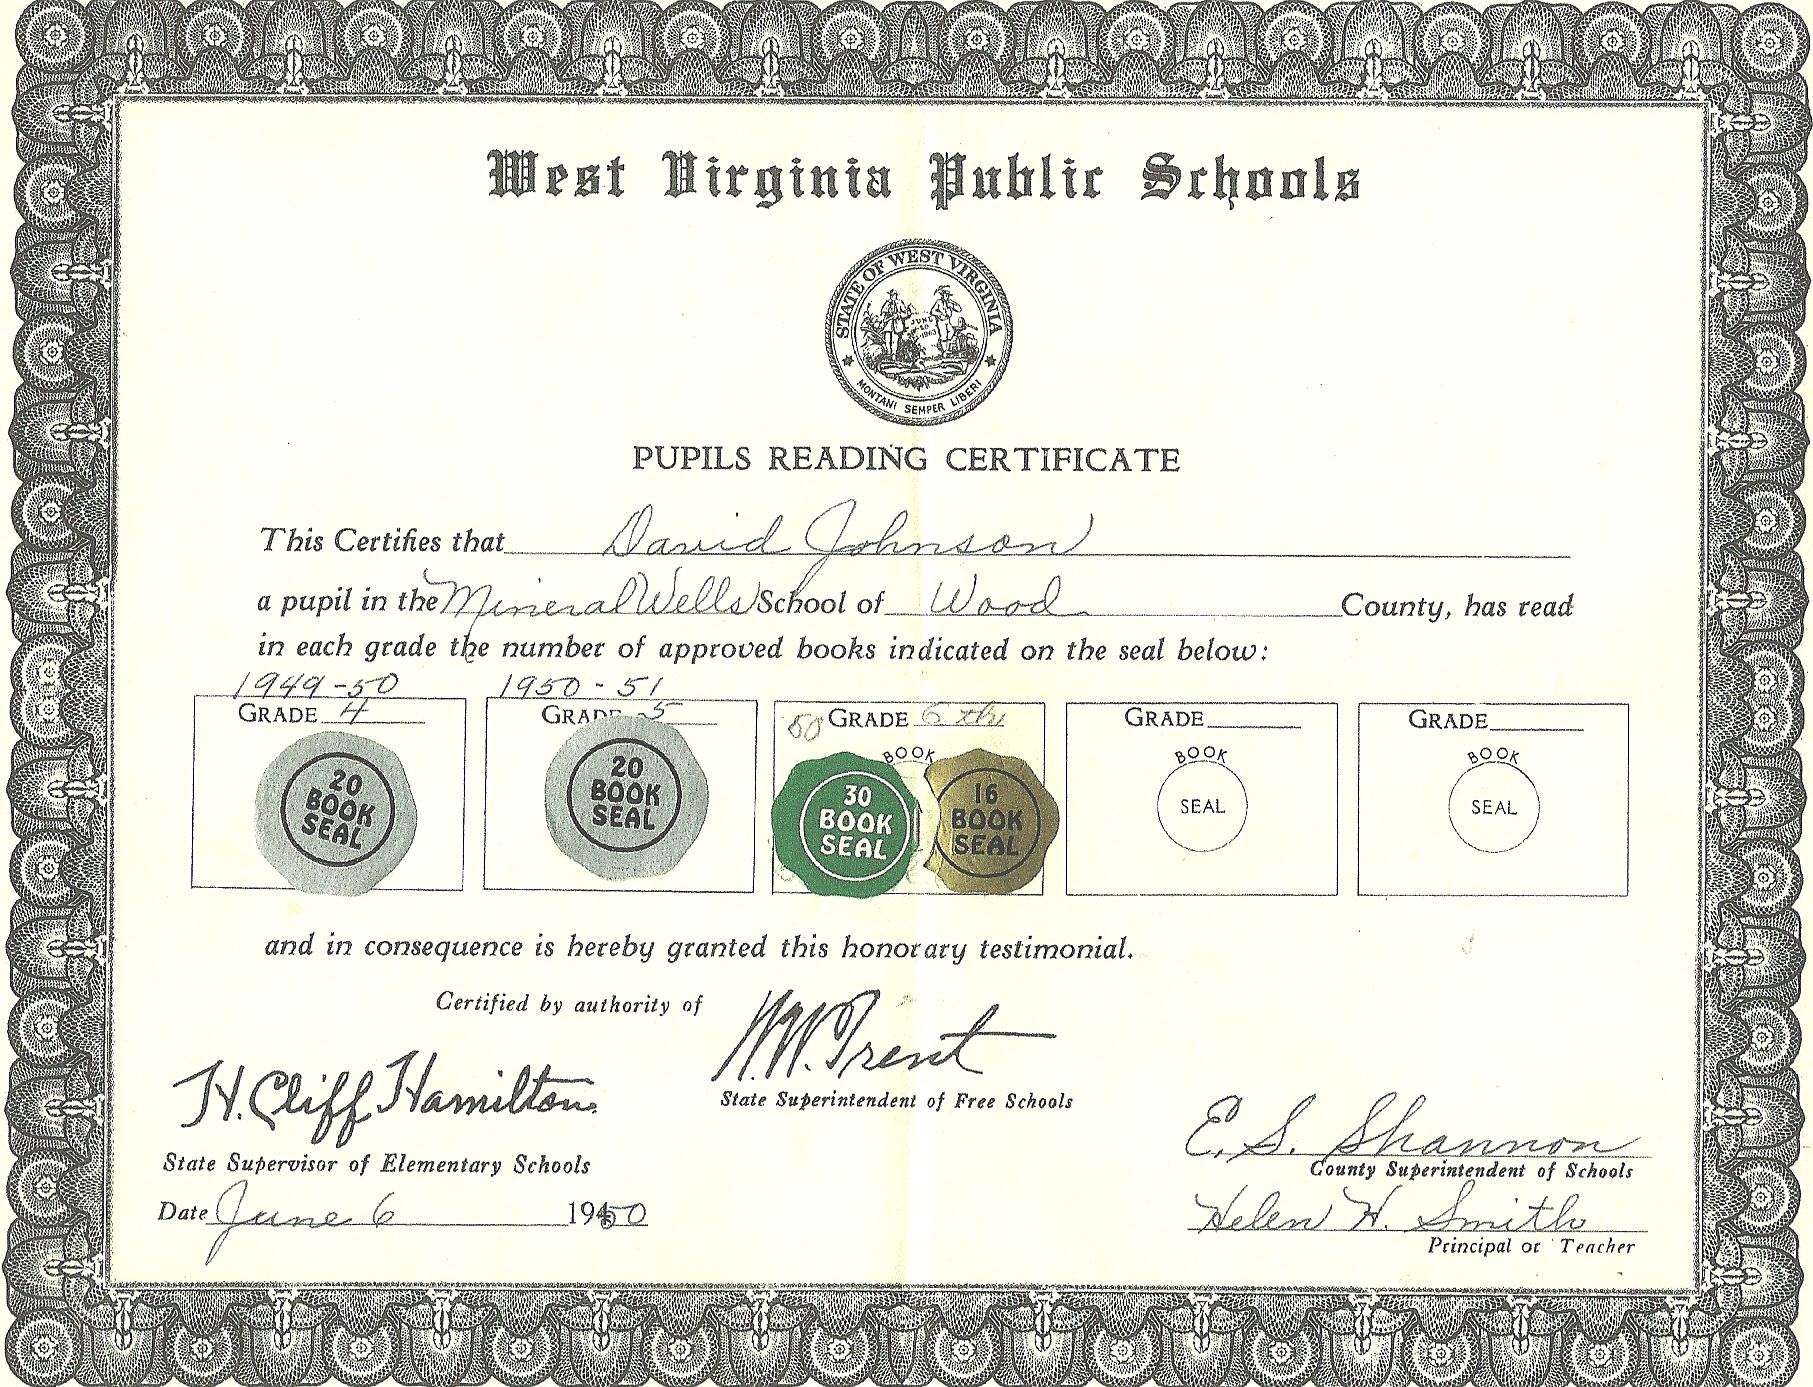 West Virginia Public Schools
STATE OF WEST VIRGINIA
JUNE 20 1863
MONTANI SEMPER LIBERI
PUPILS READING CERTIFICATE
This Certifies that David Johnson
a pupil in the Mineral Wells School of Wood County, has read
in each grade the number of approved books indicated on the seal below:
1949-50 1950-51
GRADE 4 GRADE 5 50 GRADE 6th GRADE GRADE
20 BOOK SEAL
20 BOOK SEAL
BOOK
30 BOOK SEAL
16 BOOK SEAL
BOOK SEAL
BOOK SEAL
and in consequence is hereby granted this honorary testimonial.
Certified by authority of
W.W. Trent
State Superintendent of Free Schools
H. Cliff Hamilton
State Supervisor of Elementary Schools
E. S. Shannon
County Superintendent of Schools
Date June 6 1950
Helen H. Smith
Principal or Teacher